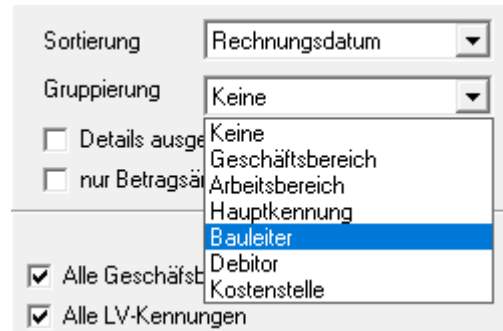 Sortierung Rechnungsdatum
Gruppierung Keine
Keine
Details ausge
Geschäftsbereich
Arbeitsbereich
nur Betragsä
Hauptkennung
Bauleiter
Debitor
Alle Geschäfsb
Kostenstelle
Alle LV-Kennungen